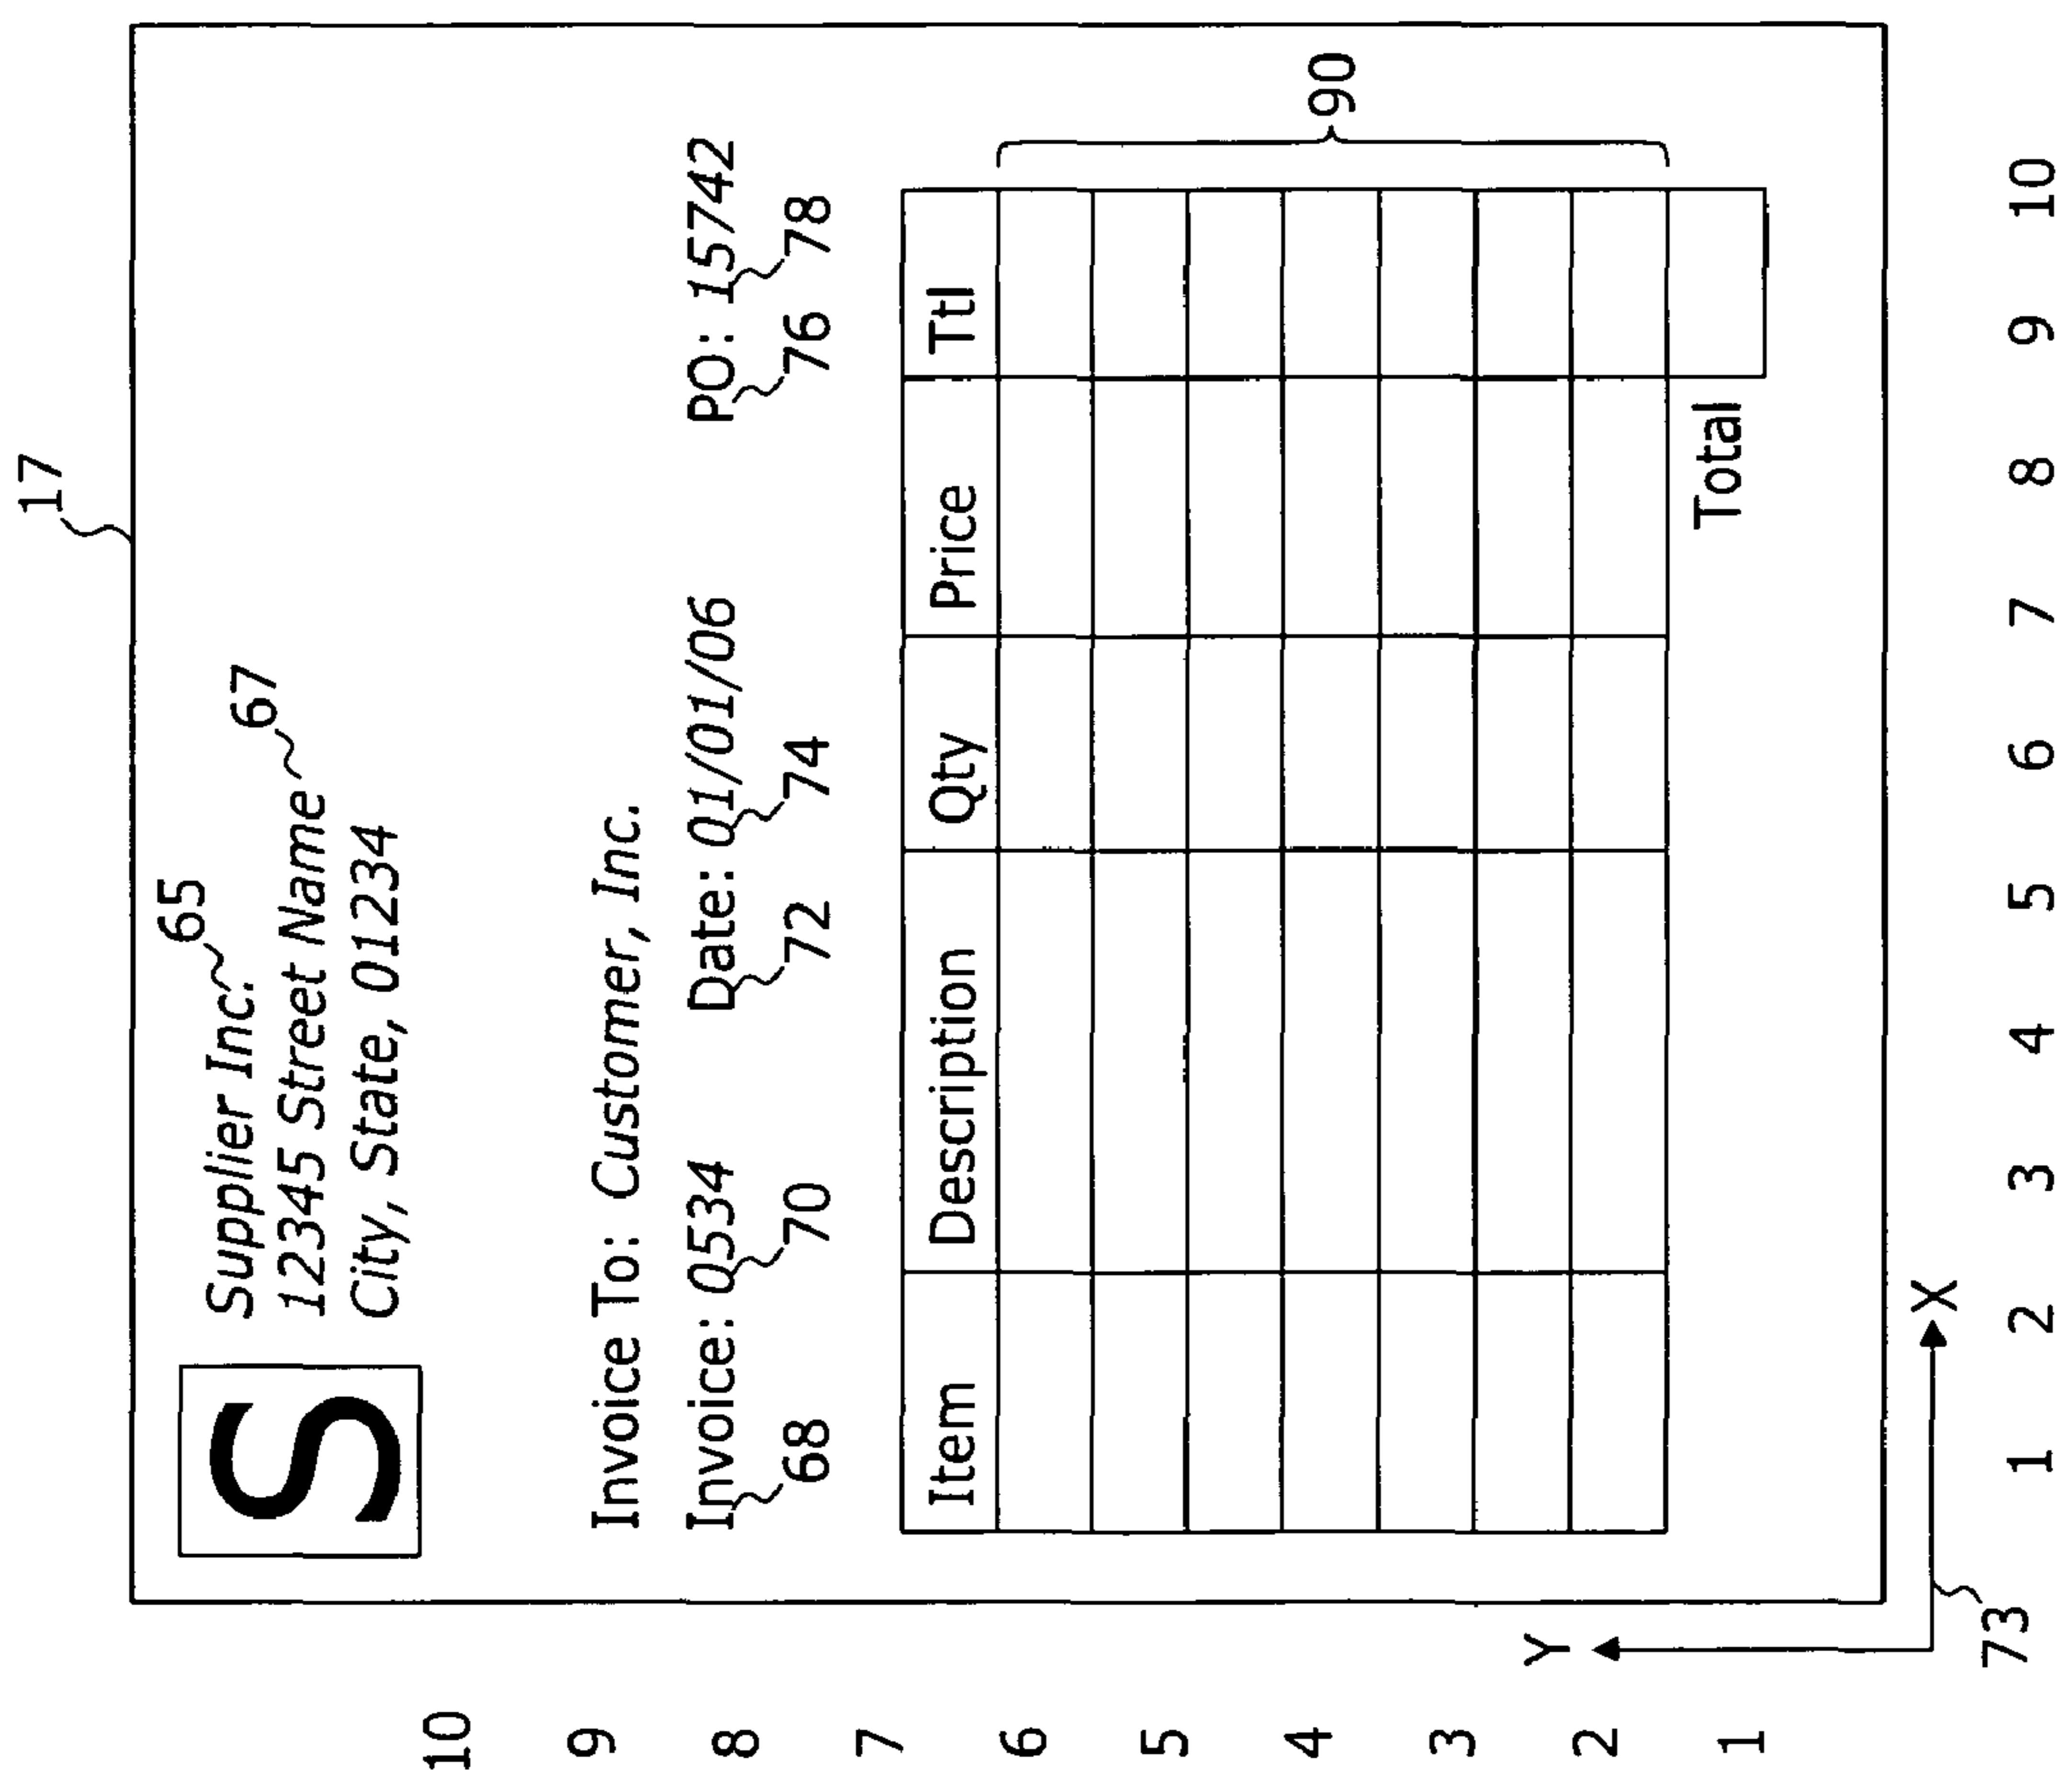 17
S
Supplier Inc. 65
12345 Street Name 67
City, State, 01234
Invoice To: Customer, Inc.
Invoice: 0534 Date: 01/01/06 PO: 15742
68 70 72 74 76 78
Item Description Qty Price Ttl
90
Total
Y
X
73
10
9
8
7
6
5
4
3
2
1
1 2 3 4 5 6 7 8 9 10